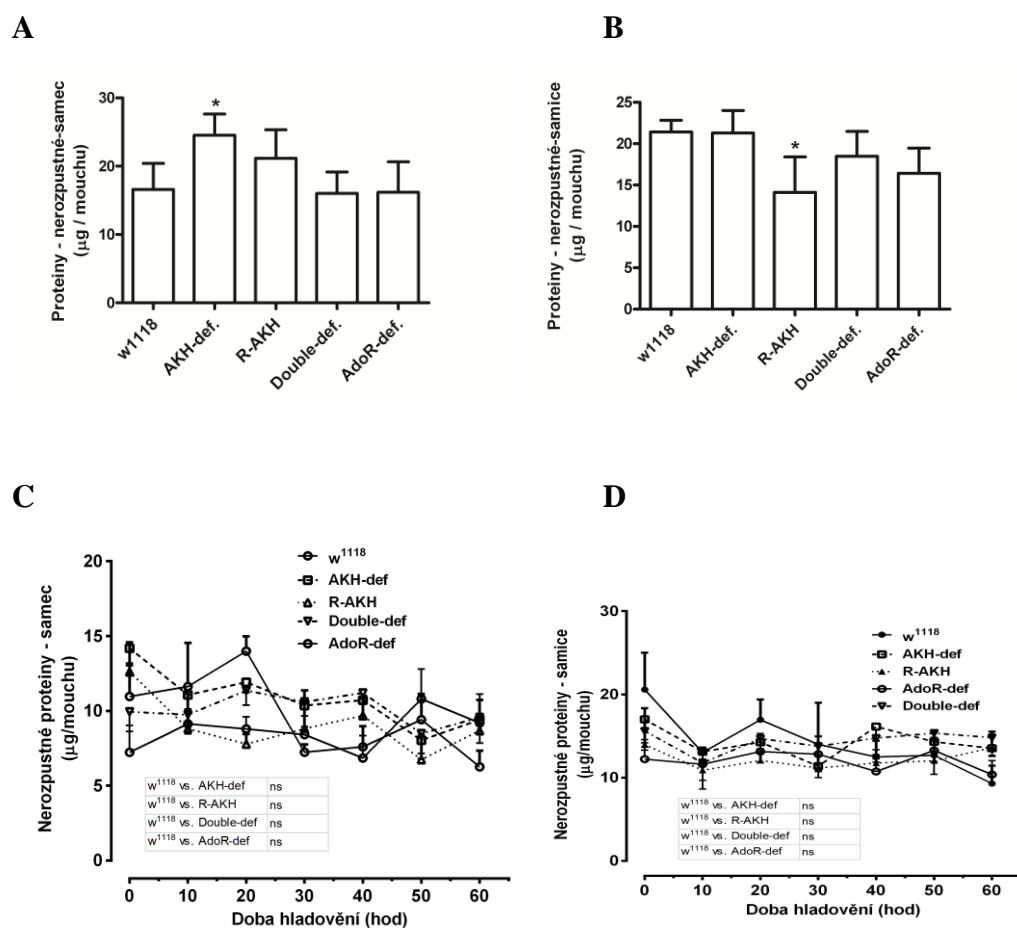 A
B
Proteiny - nerozpustné-samec
(μg / mouchu)
30
20
10
0
*
w1118
AKH-def.
R-AKH
Double-def.
AdoR-def.
Proteiny - nerozpustné-samice
(μg / mouchu)
25
20
15
10
5
0
*
w1118
AKH-def.
R-AKH
Double-def.
AdoR-def.
C
D
Nerozpustné proteiny - samec
(μg/mouchu)
20
15
10
5
0
w1118
AKH-def
R-AKH
Double-def
AdoR-def
w1118 vs. AKH-def ns
w1118 vs. R-AKH ns
w1118 vs. Double-def ns
w1118 vs. AdoR-def ns
0 10 20 30 40 50 60
Doba hladovění (hod)
Nerozpustné proteiny - samice
(μg/mouchu)
30
20
10
0
w1118
AKH-def
R-AKH
AdoR-def
Double-def
w1118 vs. AKH-def ns
w1118 vs. R-AKH ns
w1118 vs. Double-def ns
w1118 vs. AdoR-def ns
0 10 20 30 40 50 60
Doba hladovění (hod)